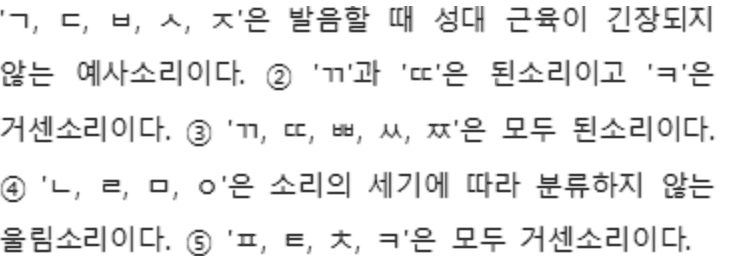 'ㄱ, ㄷ, ㅂ, ㅅ, ㅈ'은 발음할 때 성대 근육이 긴장되지
않는 예사소리이다. ② 'ㄲ'과 'ㄸ'은 된소리이고 'ㅋ'은
거센소리이다. ③ 'ㄲ, ㄸ, ㅃ, ㅆ, ㅉ'은 모두 된소리이다.
④ 'ㄴ, ㄹ, ㅁ, ㅇ'은 소리의 세기에 따라 분류하지 않는
울림소리이다. ⑤ 'ㅍ, ㅌ, ㅊ, ㅋ'은 모두 거센소리이다.